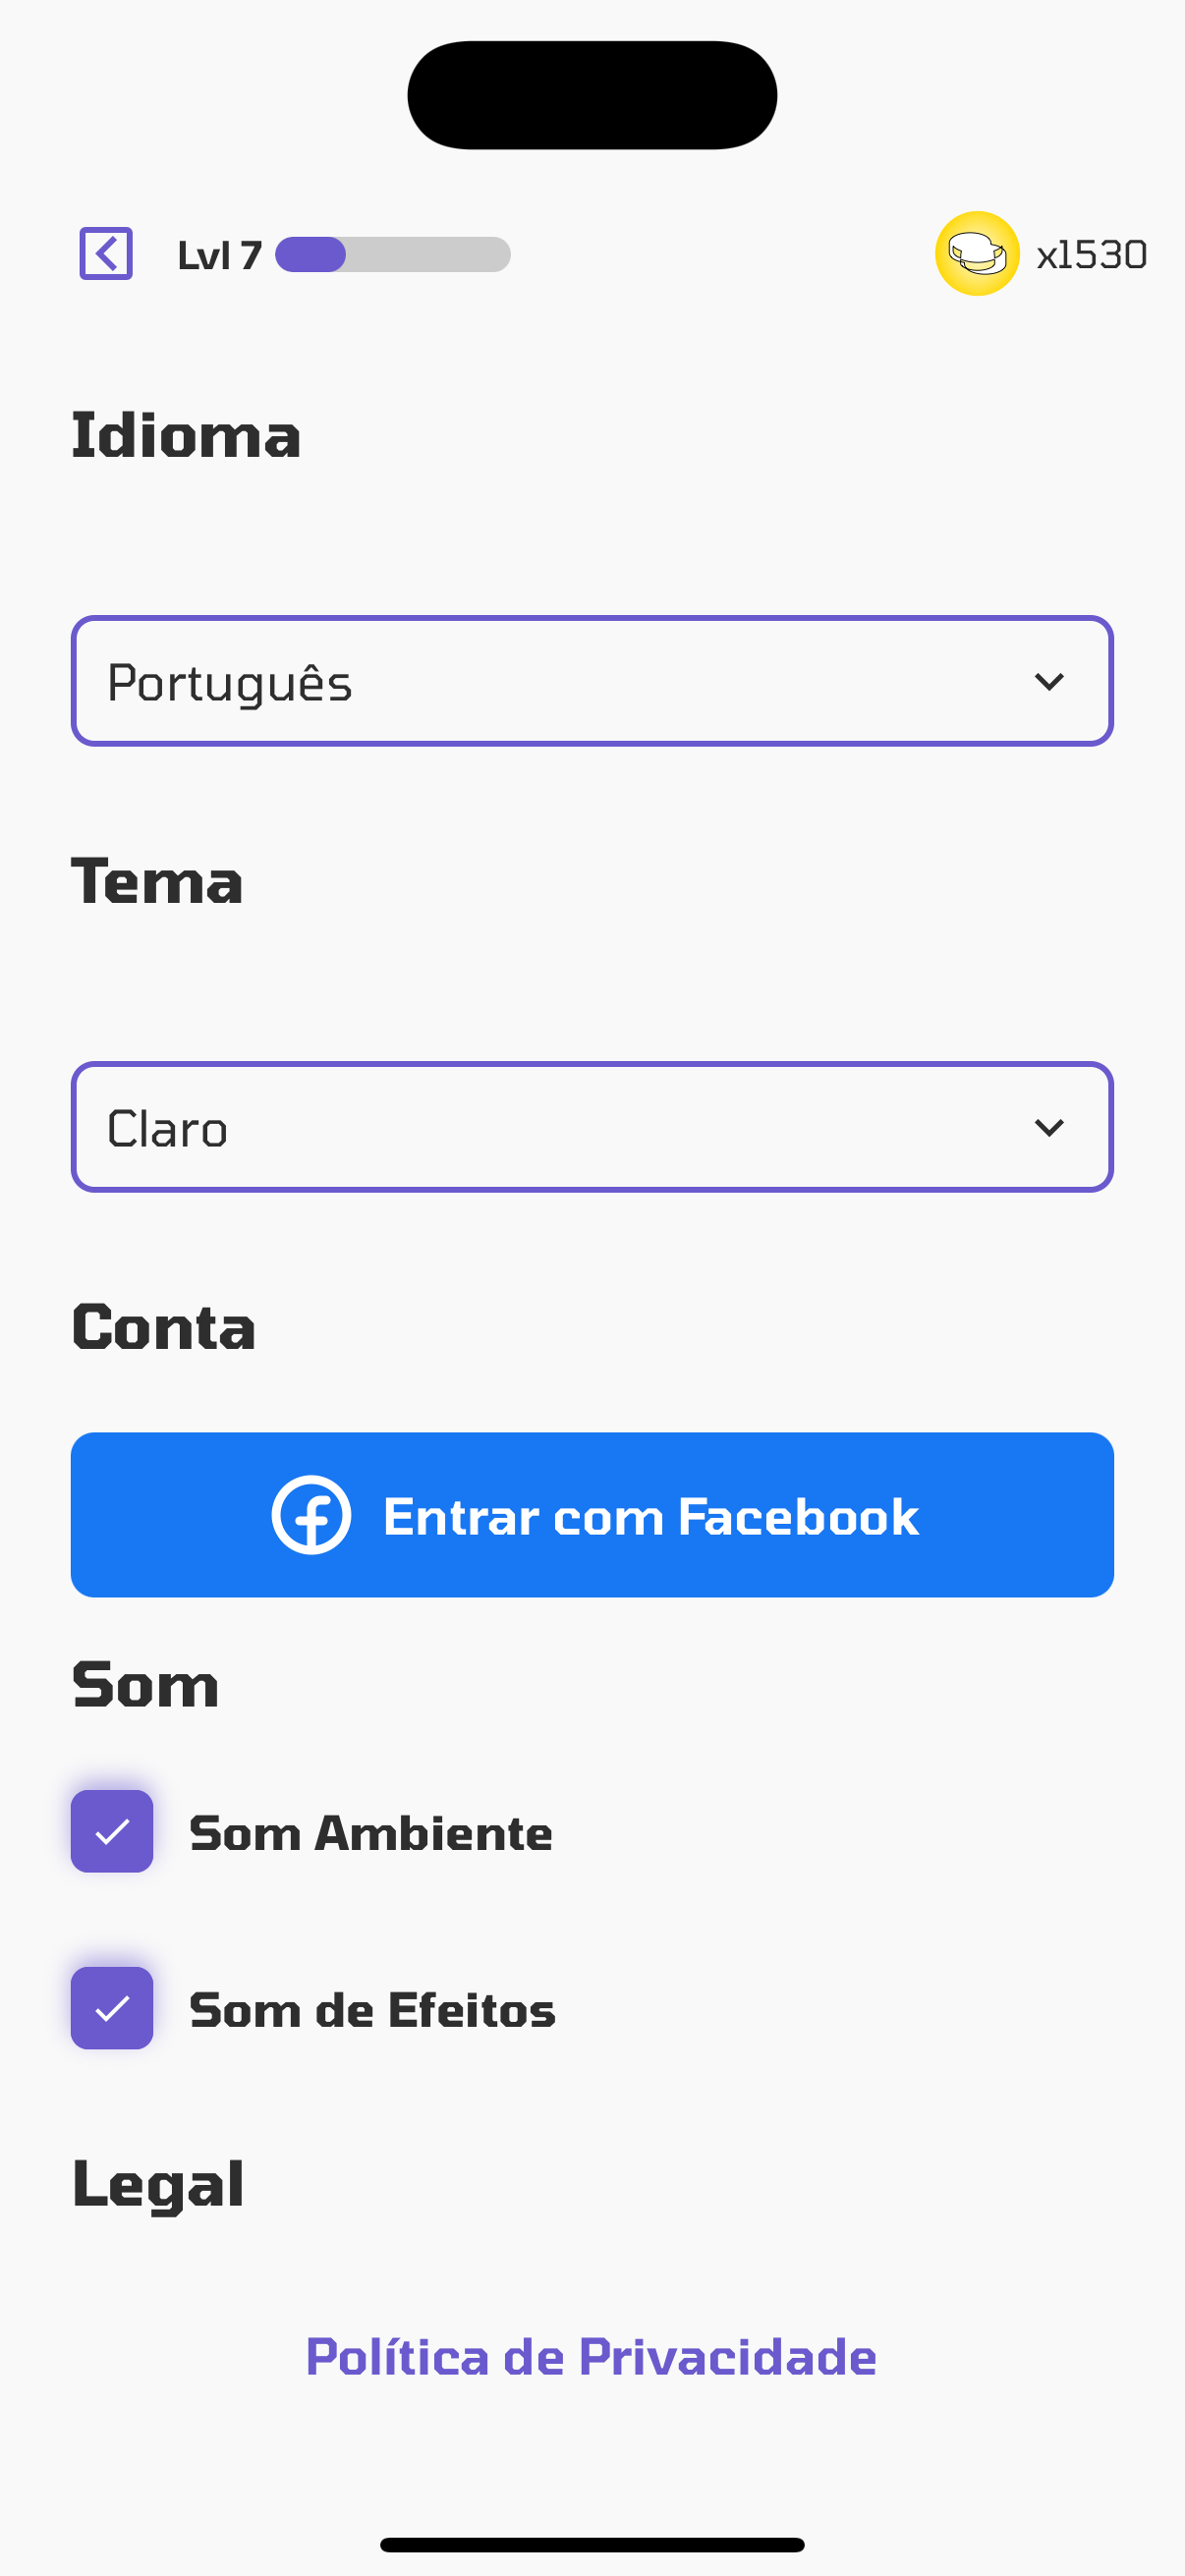 Lvl 7
x1530
Idioma
Português
Tema
Claro
Conta
Entrar com Facebook
Som
Som Ambiente
Som de Efeitos
Legal
Política de Privacidade